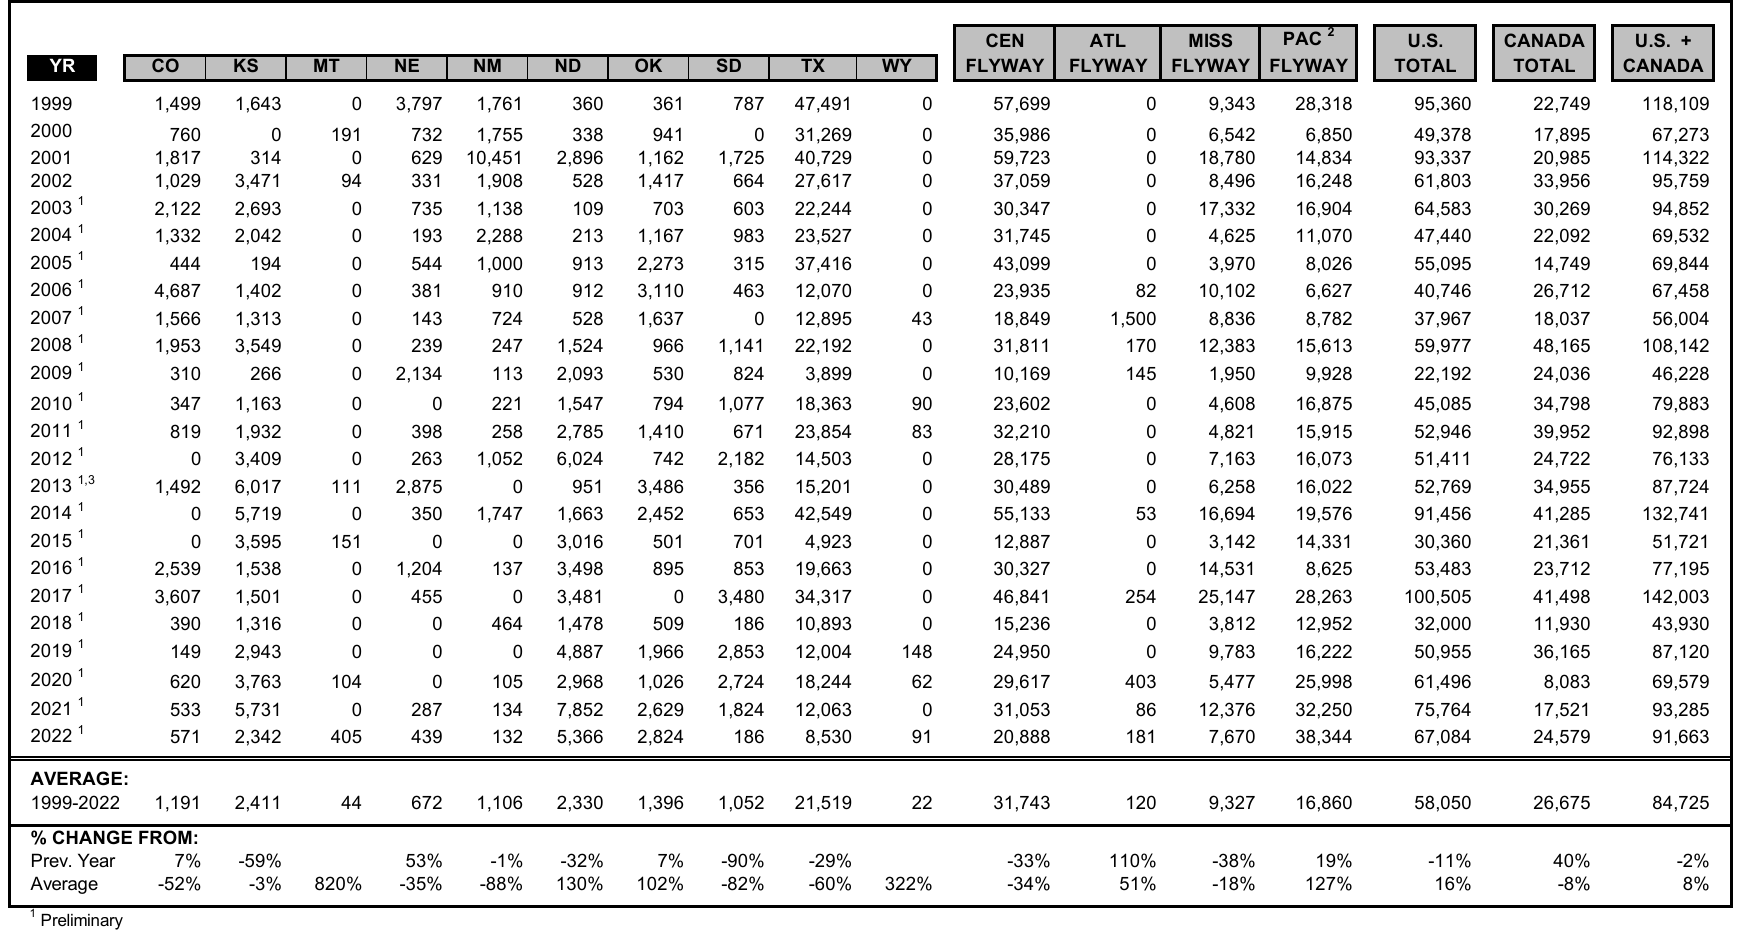 CEN ATL MISS PAC 2 U.S. CANADA U.S. +
YR CO KS MT NE NM ND OK SD TX WY FLYWAY FLYWAY FLYWAY FLYWAY TOTAL TOTAL CANADA
1999 1,499 1,643 0 3,797 1,761 360 361 787 47,491 0 57,699 0 9,343 28,318 95,360 22,749 118,109
2000 760 0 191 732 1,755 338 941 0 31,269 0 35,986 0 6,542 6,850 49,378 17,895 67,273
2001 1,817 314 0 629 10,451 2,896 1,162 1,725 40,729 0 59,723 0 18,780 14,834 93,337 20,985 114,322
2002 1,029 3,471 94 331 1,908 528 1,417 664 27,617 0 37,059 0 8,496 16,248 61,803 33,956 95,759
2003 1 2,122 2,693 0 735 1,138 109 703 603 22,244 0 30,347 0 17,332 16,904 64,583 30,269 94,852
2004 1 1,332 2,042 0 193 2,288 213 1,167 983 23,527 0 31,745 0 4,625 11,070 47,440 22,092 69,532
2005 1 444 194 0 544 1,000 913 2,273 315 37,416 0 43,099 0 3,970 8,026 55,095 14,749 69,844
2006 1 4,687 1,402 0 381 910 912 3,110 463 12,070 0 23,935 82 10,102 6,627 40,746 26,712 67,458
2007 1 1,566 1,313 0 143 724 528 1,637 0 12,895 43 18,849 1,500 8,836 8,782 37,967 18,037 56,004
2008 1 1,953 3,549 0 239 247 1,524 966 1,141 22,192 0 31,811 170 12,383 15,613 59,977 48,165 108,142
2009 1 310 266 0 2,134 113 2,093 530 824 3,899 0 10,169 145 1,950 9,928 22,192 24,036 46,228
2010 1 347 1,163 0 0 221 1,547 794 1,077 18,363 90 23,602 0 4,608 16,875 45,085 34,798 79,883
2011 1 819 1,932 0 398 258 2,785 1,410 671 23,854 83 32,210 0 4,821 15,915 52,946 39,952 92,898
2012 1 0 3,409 0 263 1,052 6,024 742 2,182 14,503 0 28,175 0 7,163 16,073 51,411 24,722 76,133
2013 1,3 1,492 6,017 111 2,875 0 951 3,486 356 15,201 0 30,489 0 6,258 16,022 52,769 34,955 87,724
2014 1 0 5,719 0 350 1,747 1,663 2,452 653 42,549 0 55,133 53 16,694 19,576 91,456 41,285 132,741
2015 1 0 3,595 151 0 0 3,016 501 701 4,923 0 12,887 0 3,142 14,331 30,360 21,361 51,721
2016 1 2,539 1,538 0 1,204 137 3,498 895 853 19,663 0 30,327 0 14,531 8,625 53,483 23,712 77,195
2017 1 3,607 1,501 0 455 0 3,481 0 3,480 34,317 0 46,841 254 25,147 28,263 100,505 41,498 142,003
2018 1 390 1,316 0 0 464 1,478 509 186 10,893 0 15,236 0 3,812 12,952 32,000 11,930 43,930
2019 1 149 2,943 0 0 0 4,887 1,966 2,853 12,004 148 24,950 0 9,783 16,222 50,955 36,165 87,120
2020 1 620 3,763 104 0 105 2,968 1,026 2,724 18,244 62 29,617 403 5,477 25,998 61,496 8,083 69,579
2021 1 533 5,731 0 287 134 7,852 2,629 1,824 12,063 0 31,053 86 12,376 32,250 75,764 17,521 93,285
2022 1 571 2,342 405 439 132 5,366 2,824 186 8,530 91 20,888 181 7,670 38,344 67,084 24,579 91,663
AVERAGE:
1999-2022 1,191 2,411 44 672 1,106 2,330 1,396 1,052 21,519 22 31,743 120 9,327 16,860 58,050 26,675 84,725
% CHANGE FROM:
Prev. Year 7% -59% 53% -1% -32% 7% -90% -29% -33% 110% -38% 19% -11% 40% -2%
Average -52% -3% 820% -35% -88% 130% 102% -82% -60% 322% -34% 51% -18% 127% 16% -8% 8%
1 Preliminary